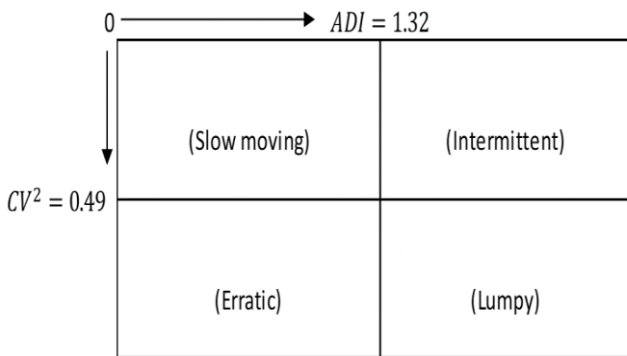 0 ADI = 1.32
(Slow moving) (Intermittent)
CV² = 0.49
(Erratic) (Lumpy)